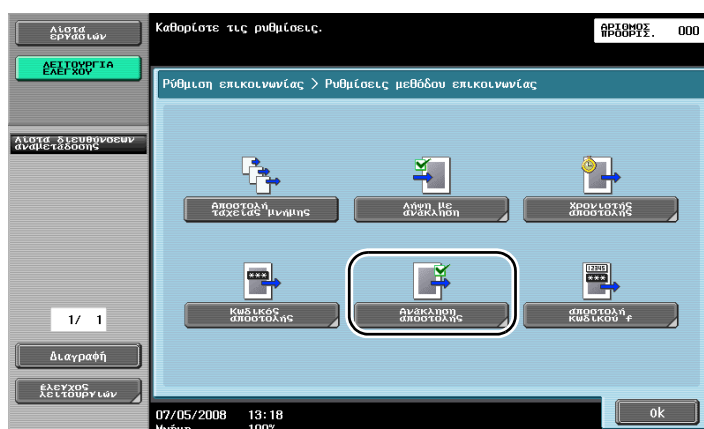 Λίστα
εργασιών
Καθορίστε τις ρυθμίσεις.
ΑΡΙΘΜΟΣ
ΠΡΟΟΡΙΣ. 000
ΛΕΙΤΟΥΡΓΙΑ
ΕΛΕΓΧΟΥ
Ρύθμιση επικοινωνίας > Ρυθμίσεις μεθόδου επικοινωνίας
Λίστα διευθύνσεων
αναμετάδοσης
Αποστολή
ταχείας μνήμης
Λήψη με
ανάκληση
Χρονιστής
αποστολής
Κωδικός
αποστολής
Ανάκληση
αποστολής
αποστολή
κωδικού F
1/ 1
Διαγραφή
έλεγχος
λειτουργιών
07/05/2008 13:18
Μνήμη 100%
ok